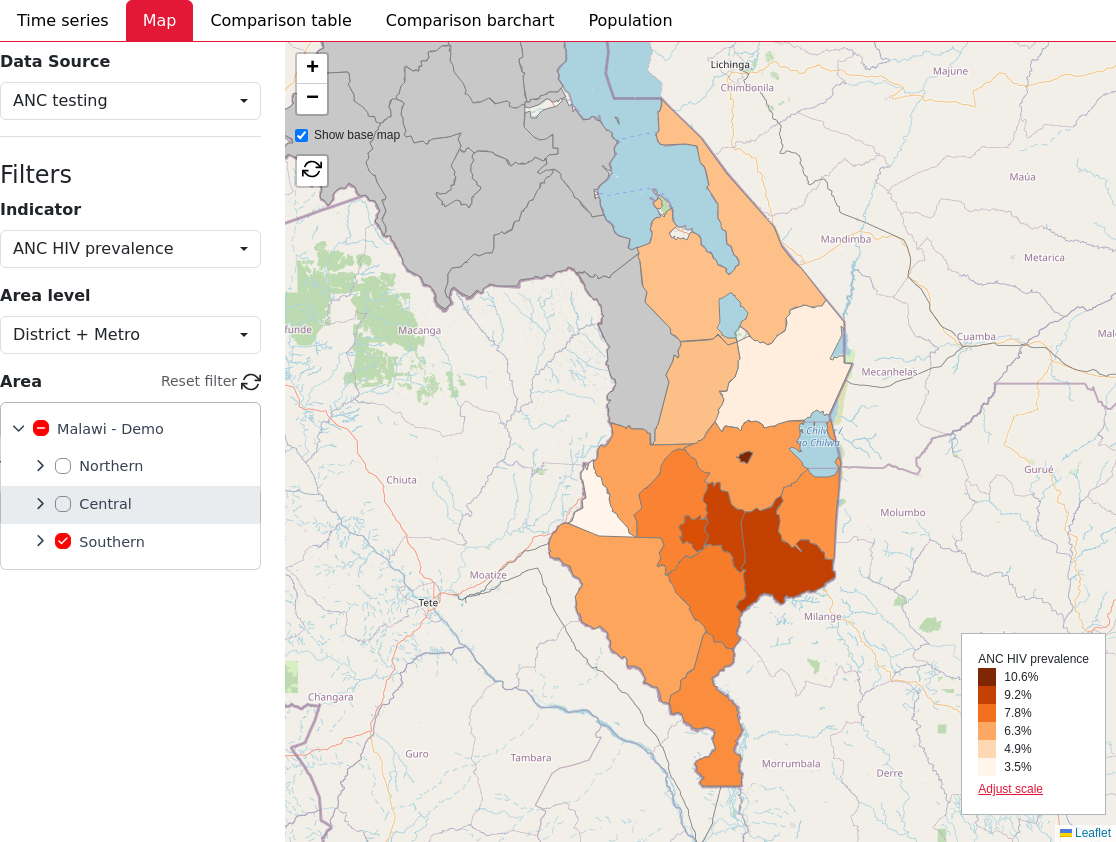 Time series
Map
Comparison table
Comparison barchart
Population
Data Source
ANC testing
Filters
Indicator
ANC HIV prevalence
Area level
District + Metro
Area
Reset filter
Malawi - Demo
Northern
Central
Southern
+
−
Show base map
Lichinga
Chimbonila
Majune
Maúa
Mandimba
Metarica
funde
Macanga
Cuamba
Mecanhelas
Chiuta
Gurué
Molumbo
Moatize
Tete
Milange
Changara
Guro
Tambara
Morrumbala
Derre
ANC HIV prevalence
10.6%
9.2%
7.8%
6.3%
4.9%
3.5%
Adjust scale
Leaflet